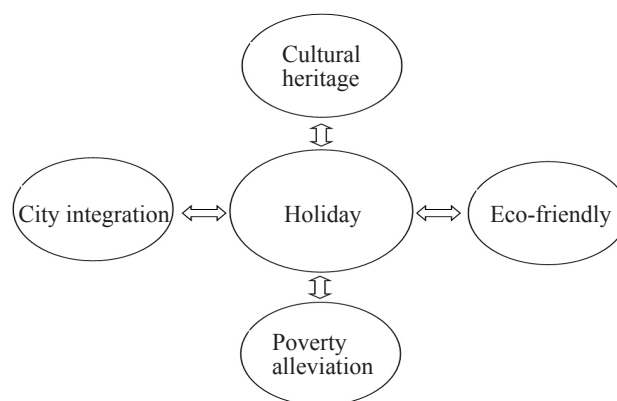 Cultural
heritage
City integration
Holiday
Eco-friendly
Poverty
alleviation